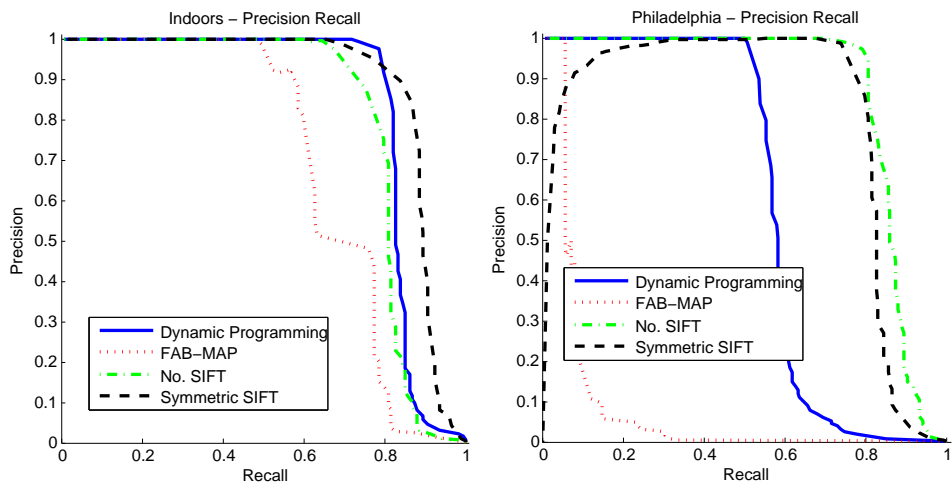 Indoors – Precision Recall
1
0.9
0.8
0.7
0.6
0.5
0.4
0.3
0.2
0.1
0
Precision
Dynamic Programming
FAB–MAP
No. SIFT
Symmetric SIFT
0
0.2
0.4
0.6
0.8
1
Recall
Philadelphia – Precision Recall
1
0.9
0.8
0.7
0.6
0.5
0.4
0.3
0.2
0.1
0
Precision
Dynamic Programming
FAB–MAP
No. SIFT
Symmetric SIFT
0
0.2
0.4
0.6
0.8
1
Recall